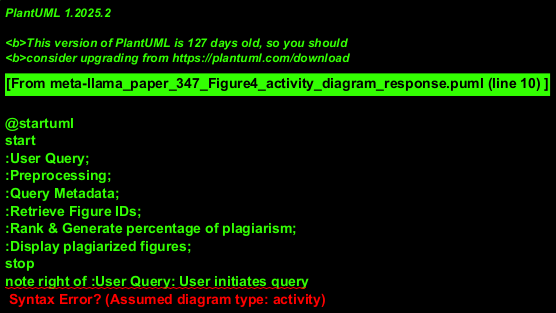 PlantUML 1.2025.2
<b>This version of PlantUML is 127 days old, so you should
<b>consider upgrading from https://plantuml.com/download
[From meta-llama_paper_347_Figure4_activity_diagram_response.puml (line 10) ]
@startuml
start
:User Query;
:Preprocessing;
:Query Metadata;
:Retrieve Figure IDs;
:Rank & Generate percentage of plagiarism;
:Display plagiarized figures;
stop
note right of :User Query: User initiates query
Syntax Error? (Assumed diagram type: activity)